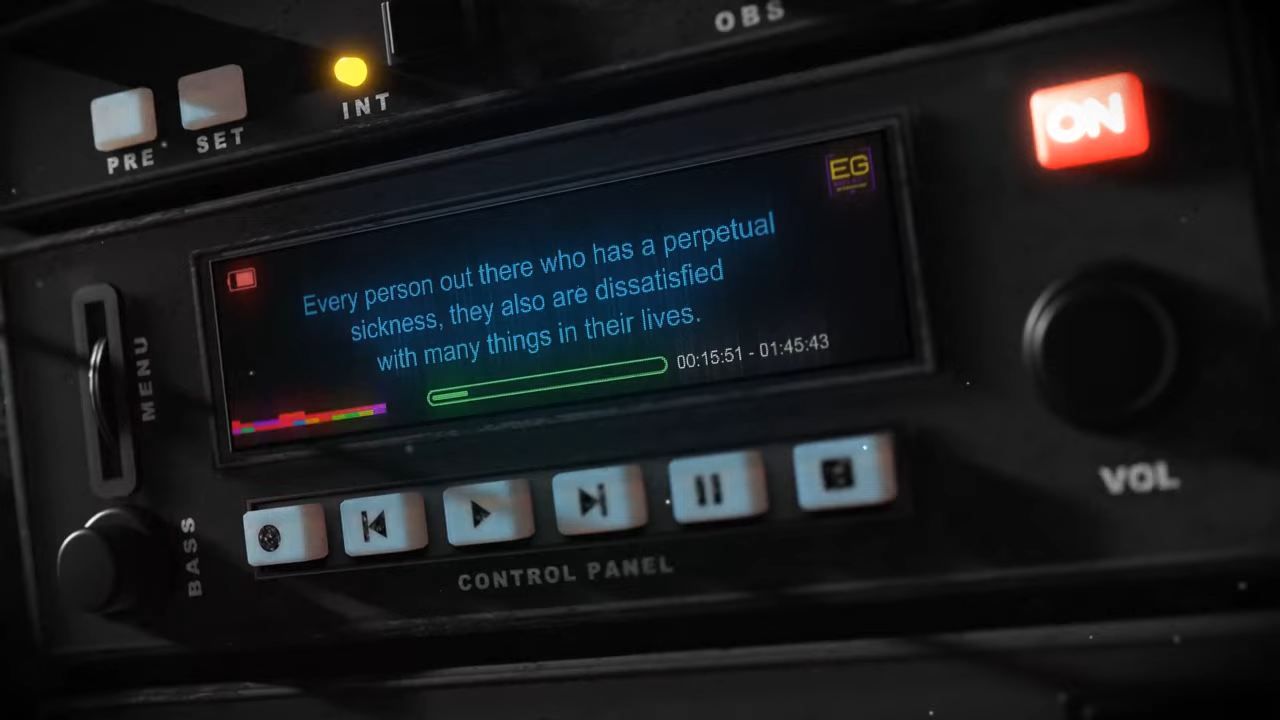 OBS
INT
PRE
SET
ON
EG
Every person out there who has a perpetual
sickness, they also are dissatisfied
with many things in their lives.
00:15:51 - 01:45:43
MENU
BASS
VOL
CONTROL PANEL